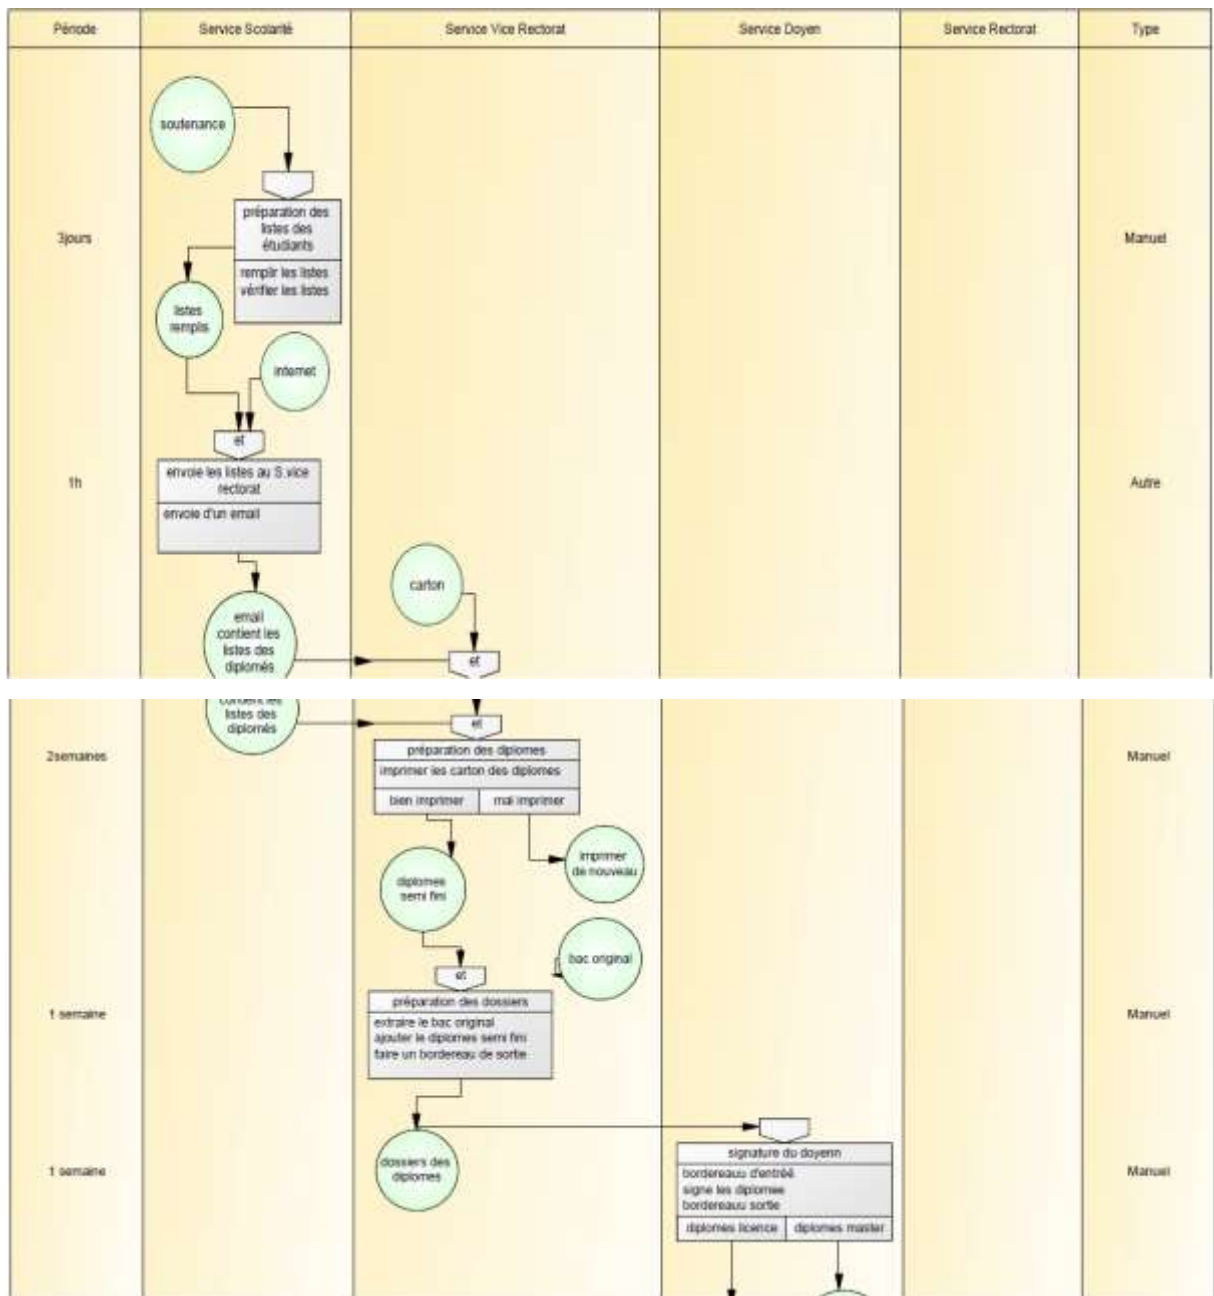 Période
Service Scolarité
Service Vice Rectorat
Service Doyen
Service Rectorat
Type
soutenance
3jours
préparation des
listes des
étudiants
remplir les listes
vérifier les listes
Manuel
listes
remplis
internet
et
1h
envoie les listes au S.vice
rectorat
envoie d'un email
Autre
carton
email
contient les
listes des
diplomés
et
contient les
listes des
diplomés
et
2semaines
préparation des diplomes
imprimer les carton des diplomes
bien imprimer
mal imprimer
Manuel
imprimer
de nouveau
diplomes
semi fini
bac original
et
1 semaine
préparation des dossiers
extraire le bac original
ajouter le diplomes semi fini
faire un bordereau de sortie
Manuel
dossiers des
diplomes
1 semaine
signature du doyenn
bordereauu d'entréé
signe les diplomee
bordereauu sortie
diplomes licence
diplomes master
Manuel